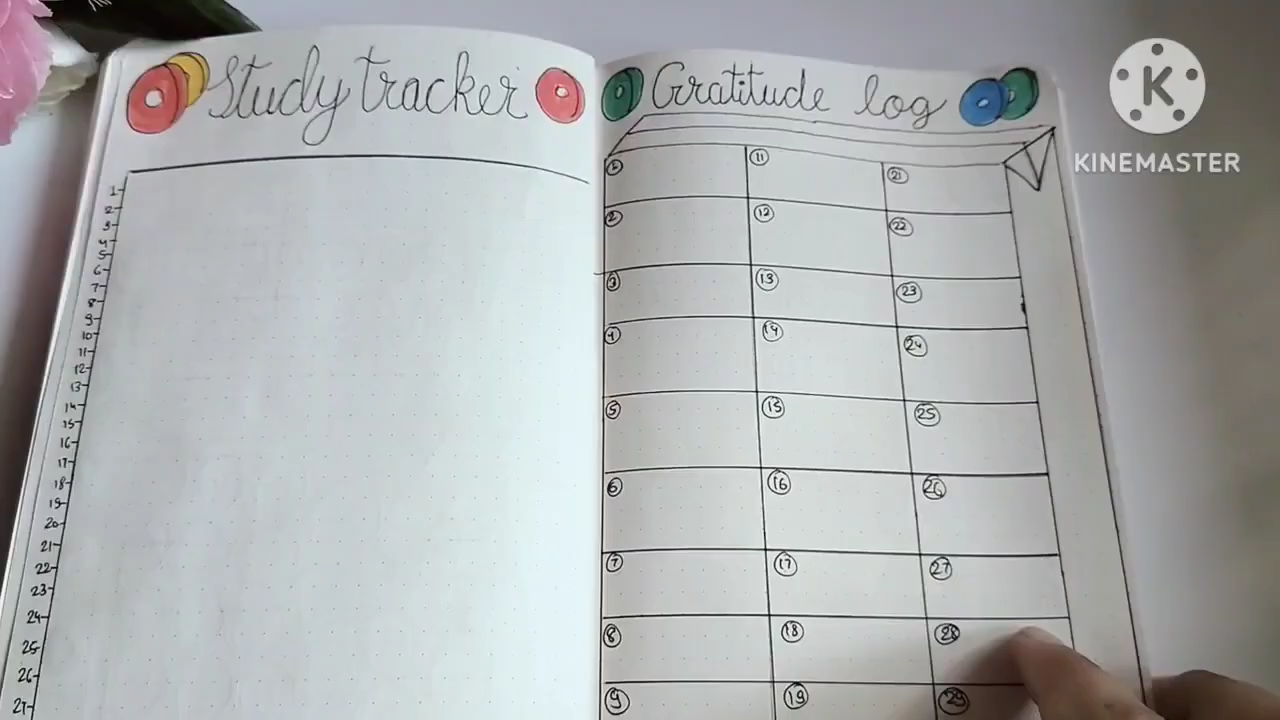 Study tracker
1
2
3
4
5
6
7
8
9
10
11
12
13
14
15
16
17
18
19
20
21
22
23
24
25
26
27
Gratitude log
1 11 21
2 12 22
3 13 23
4 14 24
5 15 25
6 16 26
7 17 27
8 18 28
9 19 29
K
KINEMASTER